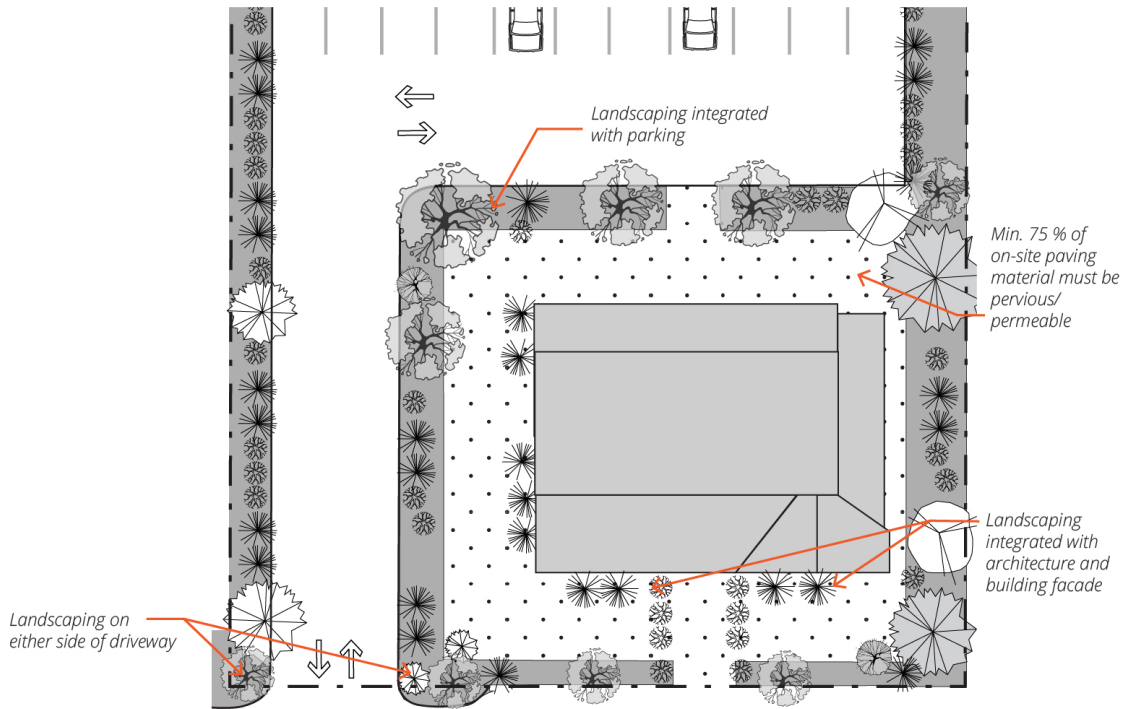 Landscaping integrated
with parking
Min. 75 % of
on-site paving
material must be
pervious/
permeable
Landscaping
integrated with
architecture and
building facade
Landscaping on
either side of driveway